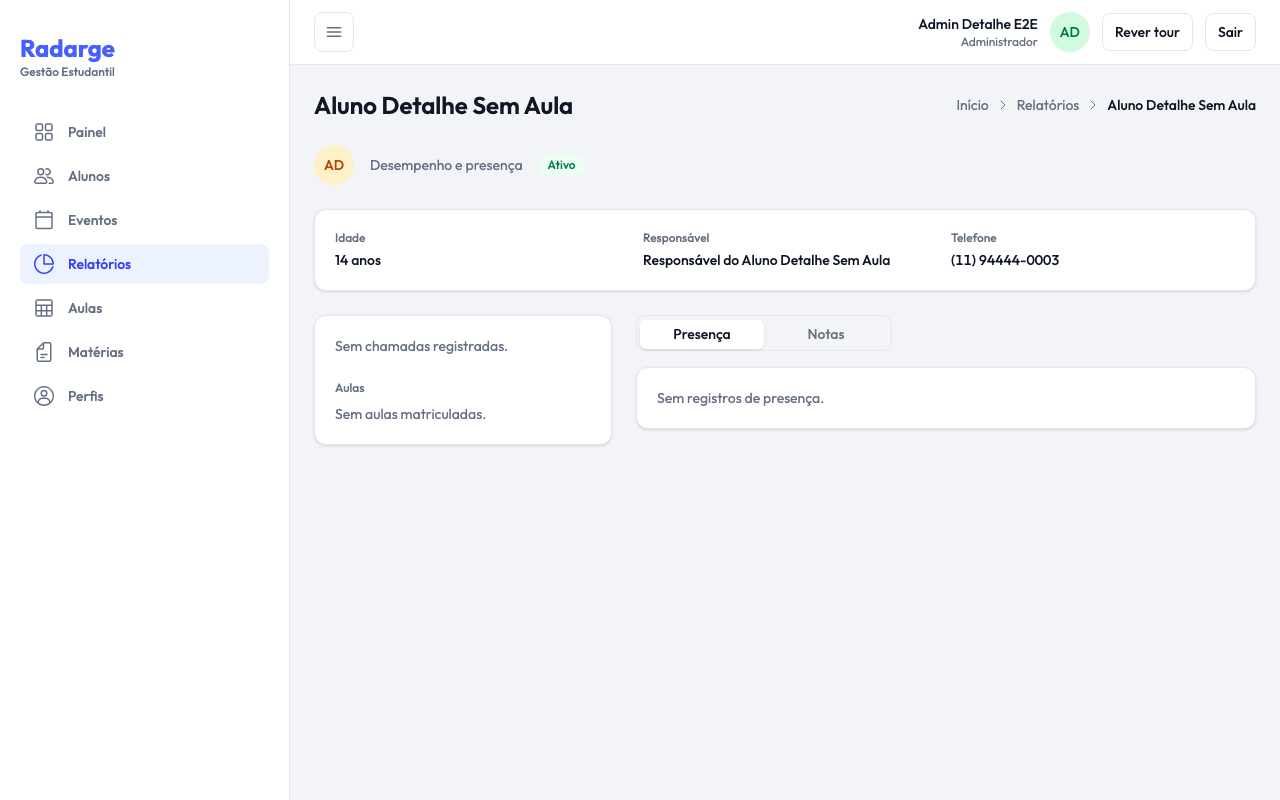 Radarge
Gestão Estudantil
Painel
Alunos
Eventos
Relatórios
Aulas
Matérias
Perfis
Admin Detalhe E2E
Administrador
AD
Rever tour
Sair
Aluno Detalhe Sem Aula
Início
Relatórios
Aluno Detalhe Sem Aula
AD
Desempenho e presença
Ativo
Idade
14 anos
Responsável
Responsável do Aluno Detalhe Sem Aula
Telefone
(11) 94444-0003
Sem chamadas registradas.
Aulas
Sem aulas matriculadas.
Presença
Notas
Sem registros de presença.